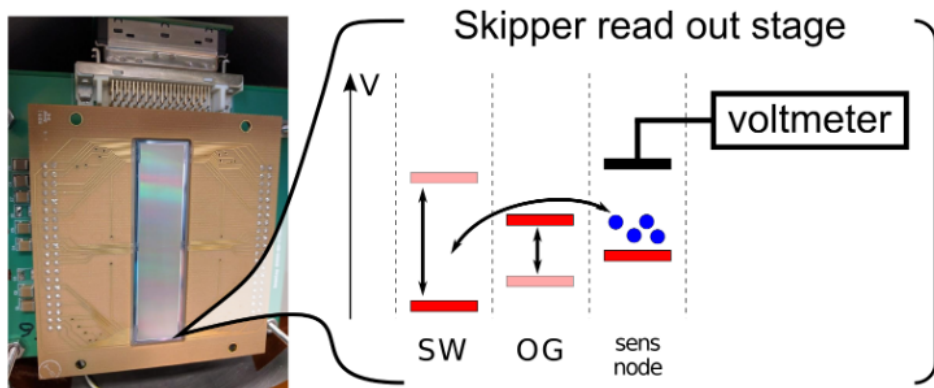 Skipper read out stage
V
voltmeter
SW
OG
sens
node